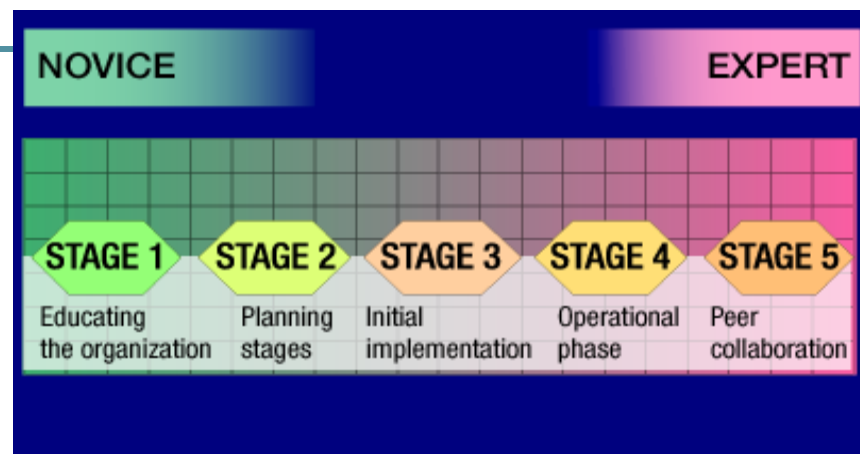 NOVICE
EXPERT
STAGE 1
STAGE 2
STAGE 3
STAGE 4
STAGE 5
Educating
the organization
Planning
stages
Initial
implementation
Operational
phase
Peer
collaboration